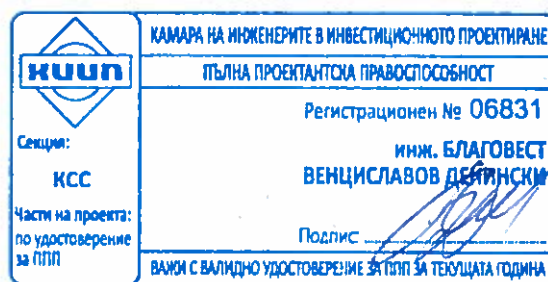 КАМАРА НА ИНЖЕНЕРИТЕ В ИНВЕСТИЦИОННОТО ПРОЕКТИРАНЕ
КИИП
ПЪЛНА ПРОЕКТАНТСКА ПРАВОСПОСОБНОСТ
Регистрационен № 06831
Секция:
КСС
инж. БЛАГОВЕСТ
ВЕНЦИСЛАВОВ
Части на проекта:
по удостоверение
за ППП
Подпис
ВАЖИ С ВАЛИДНО УДОСТОВЕРЕНИЕ ЗА ППП ЗА ТЕКУЩАТА ГОДИНА